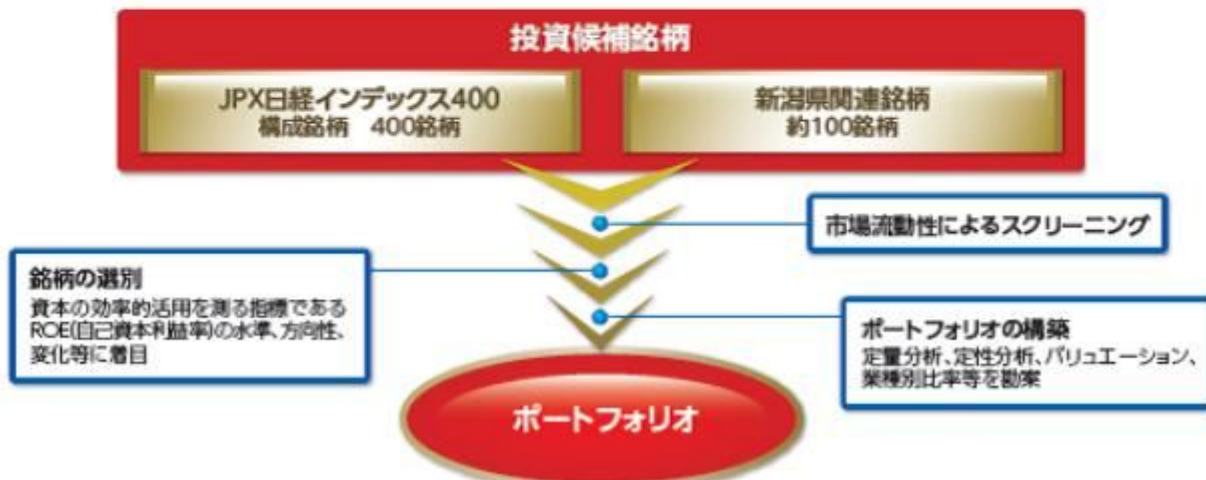 投資候補銘柄
JPX日経インデックス400
構成銘柄　400銘柄
新潟県関連銘柄
約100銘柄
市場流動性によるスクリーニング
銘柄の選別
資本の効率的活用を測る指標である
ROE(自己資本利益率)の水準、方向性、
変化等に着目
ポートフォリオの構築
定量分析、定性分析、バリュエーション、
業種別比率等を勘案
ポートフォリオ